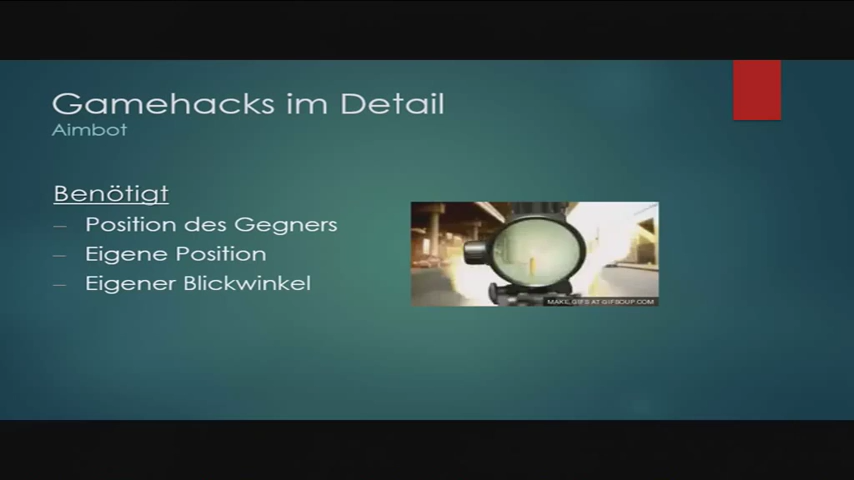 Gamehacks im Detail
Aimbot
Benötigt
– Position des Gegners
– Eigene Position
– Eigener Blickwinkel
MAKE GIFS AT GIFSOUP.COM